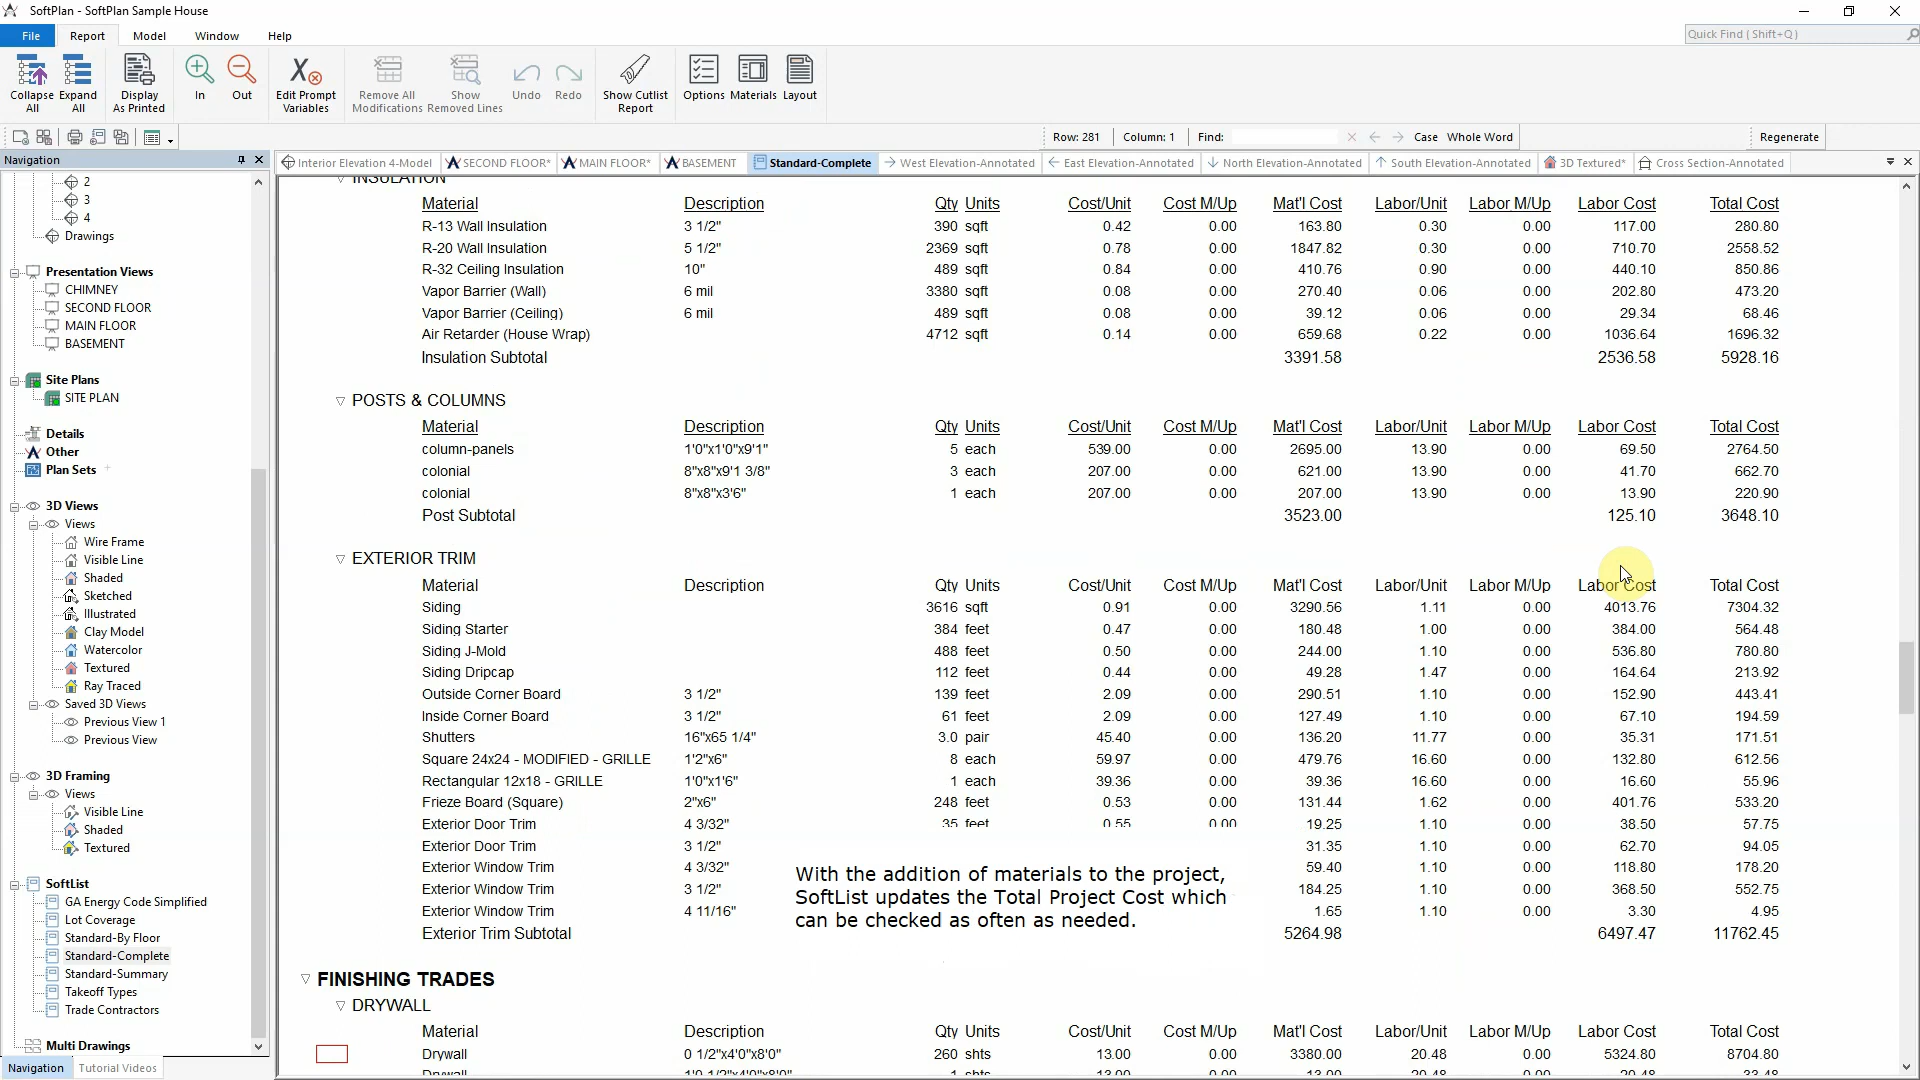 SoftPlan - SoftPlan Sample House
File Report Model Window Help
Quick Find ( Shift+Q )
Collapse All
Expand All
Display As Printed
In
Out
Edit Prompt Variables
Remove All Modifications
Show Removed Lines
Undo
Redo
Show Cutlist Report
Options
Materials
Layout
Row: 281 Column: 1 Find: Case Whole Word Regenerate
Navigation
Interior Elevation 4-Model SECOND FLOOR* MAIN FLOOR* BASEMENT Standard-Complete West Elevation-Annotated East Elevation-Annotated North Elevation-Annotated South Elevation-Annotated 3D Textured* Cross Section-Annotated
2
3
4
Drawings
Presentation Views
CHIMNEY
SECOND FLOOR
MAIN FLOOR
BASEMENT
Site Plans
SITE PLAN
Details
Other
Plan Sets
3D Views
Views
Wire Frame
Visible Line
Shaded
Sketched
Illustrated
Clay Model
Watercolor
Textured
Ray Traced
Saved 3D Views
Previous View 1
Previous View
3D Framing
Views
Visible Line
Shaded
Textured
SoftList
GA Energy Code Simplified
Lot Coverage
Standard-By Floor
Standard-Complete
Standard-Summary
Takeoff Types
Trade Contractors
Multi Drawings
Navigation Tutorial Videos
INSULATION
Material Description Qty Units Cost/Unit Cost M/Up Mat'l Cost Labor/Unit Labor M/Up Labor Cost Total Cost
R-13 Wall Insulation 3 1/2" 390 sqft 0.42 0.00 163.80 0.30 0.00 117.00 280.80
R-20 Wall Insulation 5 1/2" 2369 sqft 0.78 0.00 1847.82 0.30 0.00 710.70 2558.52
R-32 Ceiling Insulation 10" 489 sqft 0.84 0.00 410.76 0.90 0.00 440.10 850.86
Vapor Barrier (Wall) 6 mil 3380 sqft 0.08 0.00 270.40 0.06 0.00 202.80 473.20
Vapor Barrier (Ceiling) 6 mil 489 sqft 0.08 0.00 39.12 0.06 0.00 29.34 68.46
Air Retarder (House Wrap) 4712 sqft 0.14 0.00 659.68 0.22 0.00 1036.64 1696.32
Insulation Subtotal 3391.58 2536.58 5928.16
POSTS & COLUMNS
Material Description Qty Units Cost/Unit Cost M/Up Mat'l Cost Labor/Unit Labor M/Up Labor Cost Total Cost
column-panels 1'0"x1'0"x9'1" 5 each 539.00 0.00 2695.00 13.90 0.00 69.50 2764.50
colonial 8"x8"x9'1 3/8" 3 each 207.00 0.00 621.00 13.90 0.00 41.70 662.70
colonial 8"x8"x3'6" 1 each 207.00 0.00 207.00 13.90 0.00 13.90 220.90
Post Subtotal 3523.00 125.10 3648.10
EXTERIOR TRIM
Material Description Qty Units Cost/Unit Cost M/Up Mat'l Cost Labor/Unit Labor M/Up Labor Cost Total Cost
Siding 3616 sqft 0.91 0.00 3290.56 1.11 0.00 4013.76 7304.32
Siding Starter 384 feet 0.47 0.00 180.48 1.00 0.00 384.00 564.48
Siding J-Mold 488 feet 0.50 0.00 244.00 1.10 0.00 536.80 780.80
Siding Dripcap 112 feet 0.44 0.00 49.28 1.47 0.00 164.64 213.92
Outside Corner Board 3 1/2" 139 feet 2.09 0.00 290.51 1.10 0.00 152.90 443.41
Inside Corner Board 3 1/2" 61 feet 2.09 0.00 127.49 1.10 0.00 67.10 194.59
Shutters 16"x65 1/4" 3.0 pair 45.40 0.00 136.20 11.77 0.00 35.31 171.51
Square 24x24 - MODIFIED - GRILLE 1'2"x6" 8 each 59.97 0.00 479.76 16.60 0.00 132.80 612.56
Rectangular 12x18 - GRILLE 1'0"x1'6" 1 each 39.36 0.00 39.36 16.60 0.00 16.60 55.96
Frieze Board (Square) 2"x6" 248 feet 0.53 0.00 131.44 1.62 0.00 401.76 533.20
Exterior Door Trim 4 3/32" 35 feet 0.55 0.00 19.25 1.10 0.00 38.50 57.75
Exterior Door Trim 3 1/2" 31.35 1.10 0.00 62.70 94.05
Exterior Window Trim 4 3/32" 59.40 1.10 0.00 118.80 178.20
Exterior Window Trim 3 1/2" 184.25 1.10 0.00 368.50 552.75
Exterior Window Trim 4 11/16" 1.65 1.10 0.00 3.30 4.95
Exterior Trim Subtotal 5264.98 6497.47 11762.45
With the addition of materials to the project,
SoftList updates the Total Project Cost which
can be checked as often as needed.
FINISHING TRADES
DRYWALL
Material Description Qty Units Cost/Unit Cost M/Up Mat'l Cost Labor/Unit Labor M/Up Labor Cost Total Cost
Drywall 0 1/2"x4'0"x8'0" 260 shts 13.00 0.00 3380.00 20.48 0.00 5324.80 8704.80
Drywall 1'0 1/2"x4'0"x8'0" 1 shts 13.00 0.00 13.00 20.48 0.00 20.48 33.48